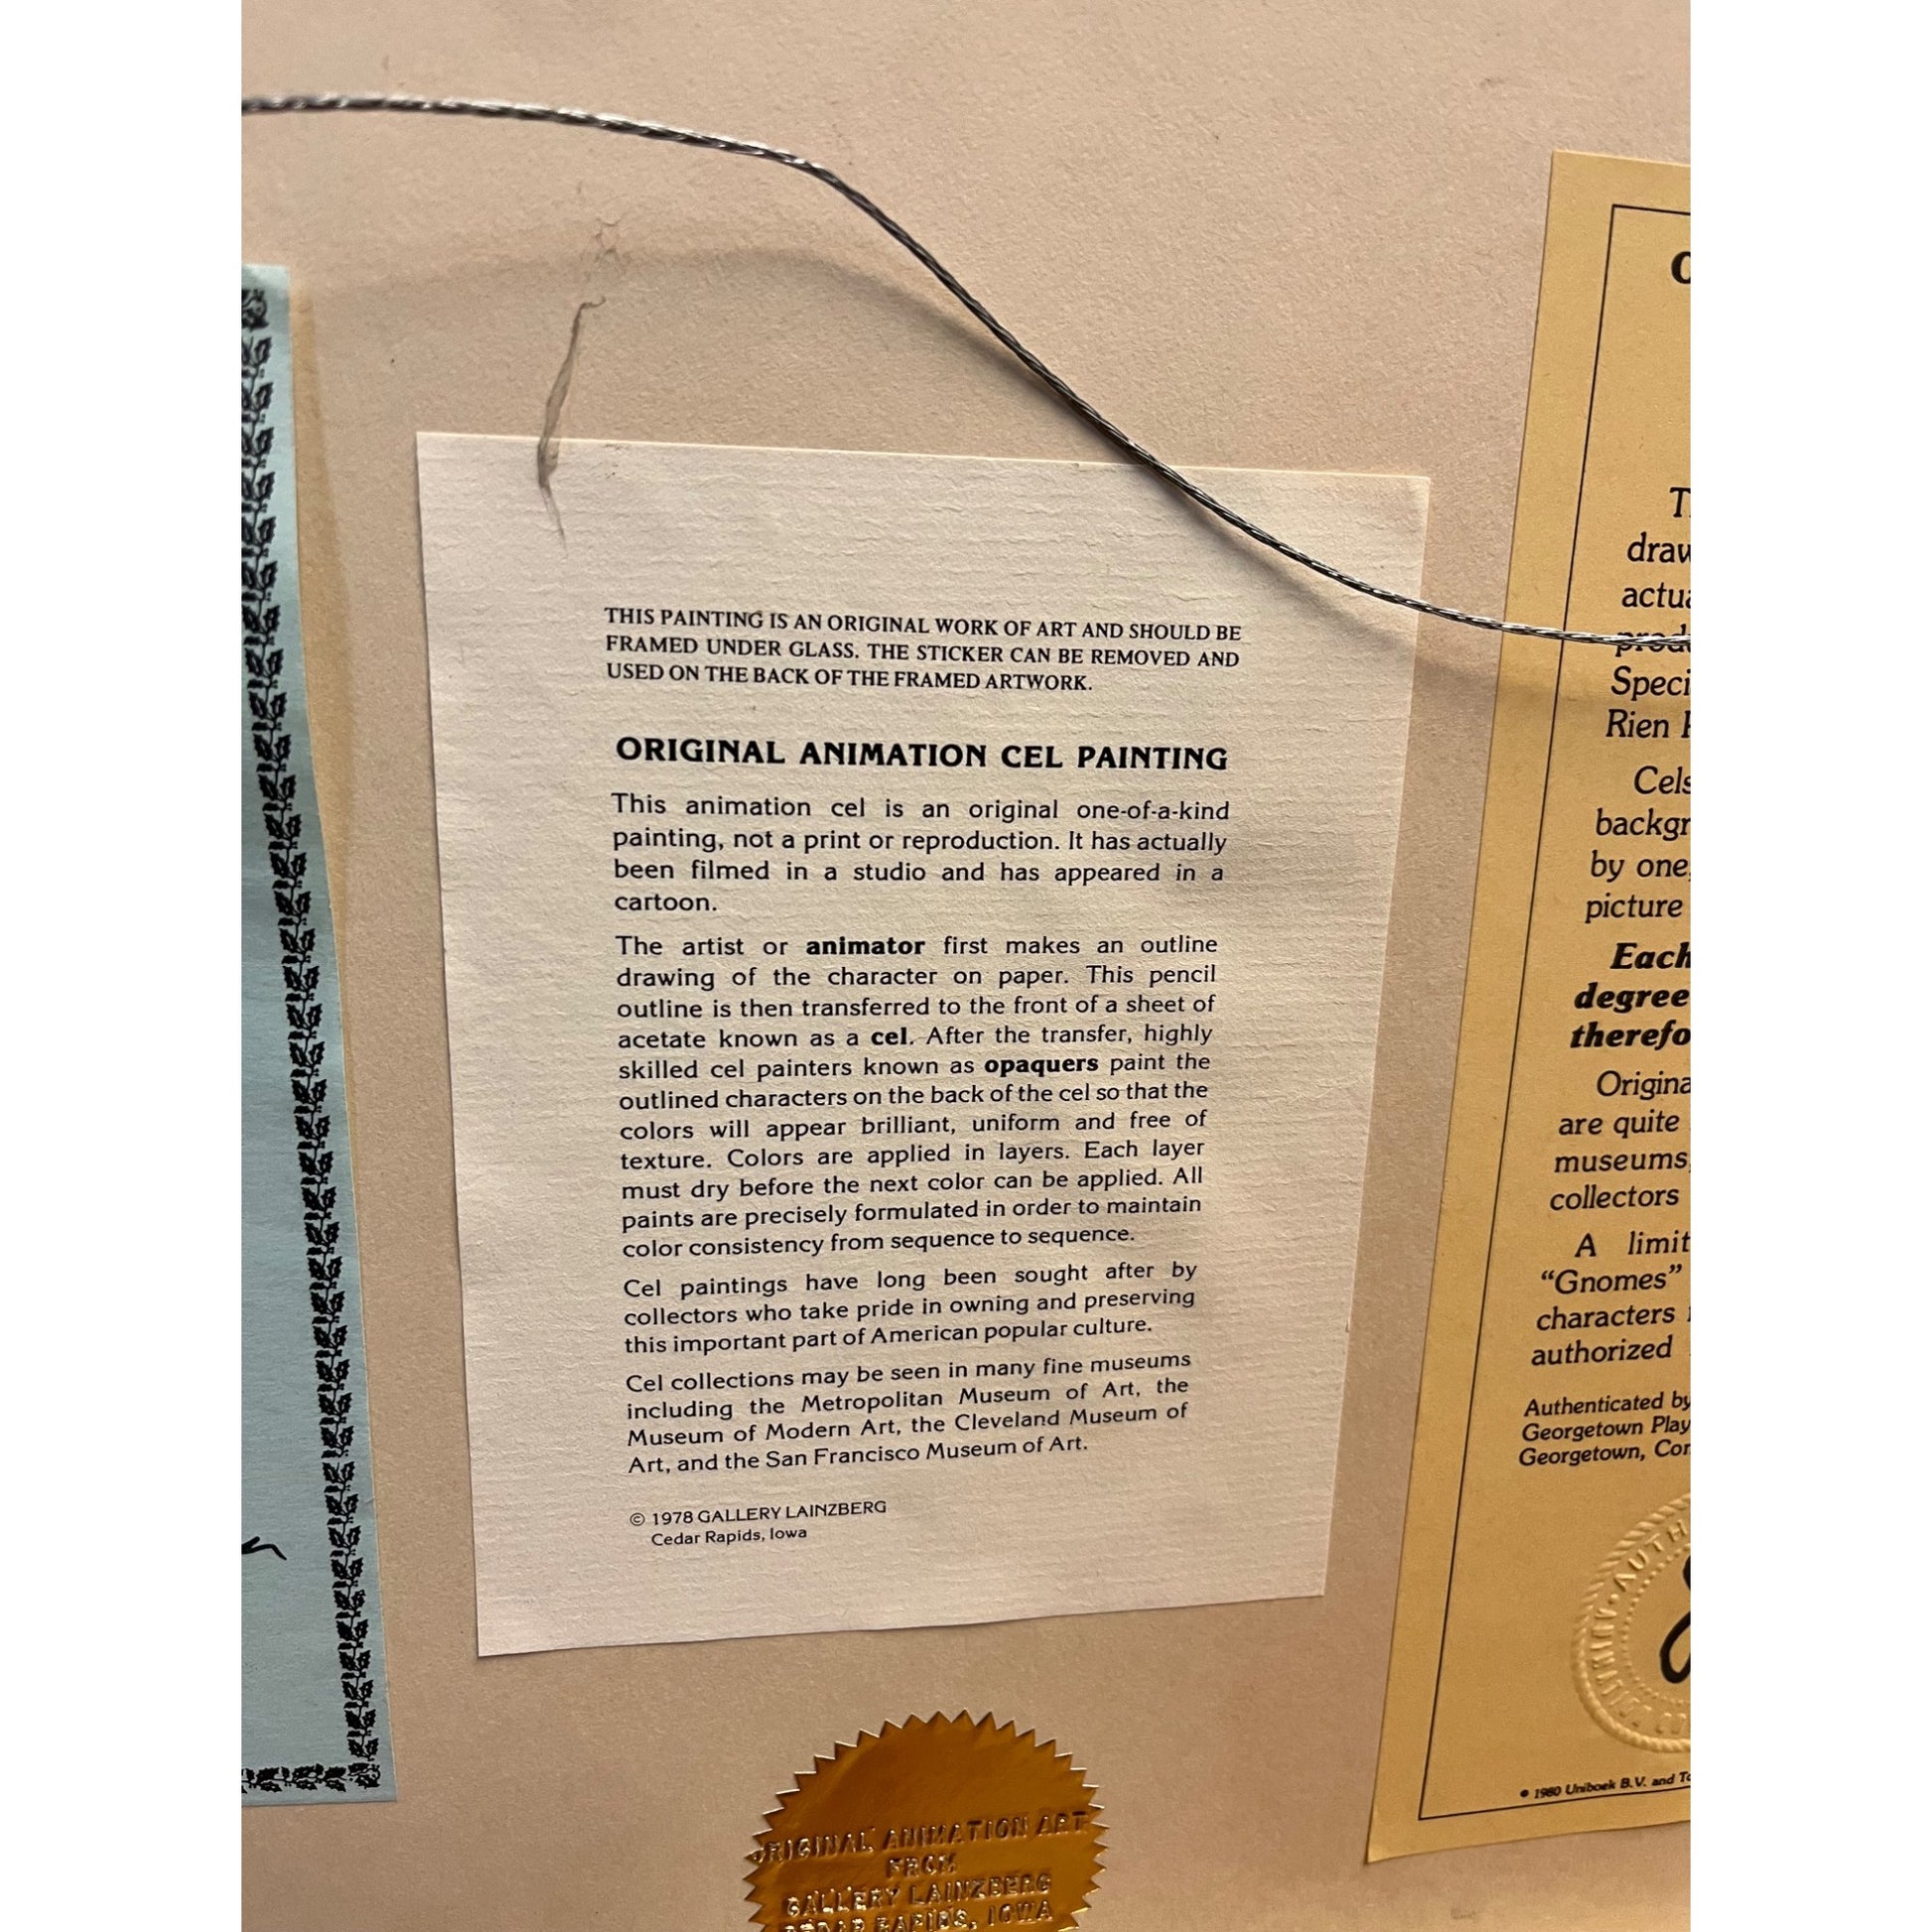 THIS PAINTING IS AN ORIGINAL WORK OF ART AND SHOULD BE
FRAMED UNDER GLASS. THE STICKER CAN BE REMOVED AND
USED ON THE BACK OF THE FRAMED ARTWORK.
ORIGINAL ANIMATION CEL PAINTING
This animation cel is an original one-of-a-kind
painting, not a print or reproduction. It has actually
been filmed in a studio and has appeared in a
cartoon.
The artist or animator first makes an outline
drawing of the character on paper. This pencil
outline is then transferred to the front of a sheet of
acetate known as a cel. After the transfer, highly
skilled cel painters known as opaquers paint the
outlined characters on the back of the cel so that the
colors will appear brilliant, uniform and free of
texture. Colors are applied in layers. Each layer
must dry before the next color can be applied. All
paints are precisely formulated in order to maintain
color consistency from sequence to sequence.
Cel paintings have long been sought after by
collectors who take pride in owning and preserving
this important part of American popular culture.
Cel collections may be seen in many fine museums
including the Metropolitan Museum of Art, the
Museum of Modern Art, the Cleveland Museum of
Art, and the San Francisco Museum of Art.
© 1978 GALLERY LAINZBERG
Cedar Rapids, Iowa
ORIGINAL ANIMATION ART
FROM
GALLERY LAINZBERG
CEDAR RAPIDS, IOWA
Rien
by one,
picture
Each
degree
are quite
museums,
collectors
A
"Gnomes"
characters
authorized
Authenticated by
Georgetown
Georgetown,
© 1980 Uniboek B.V. and